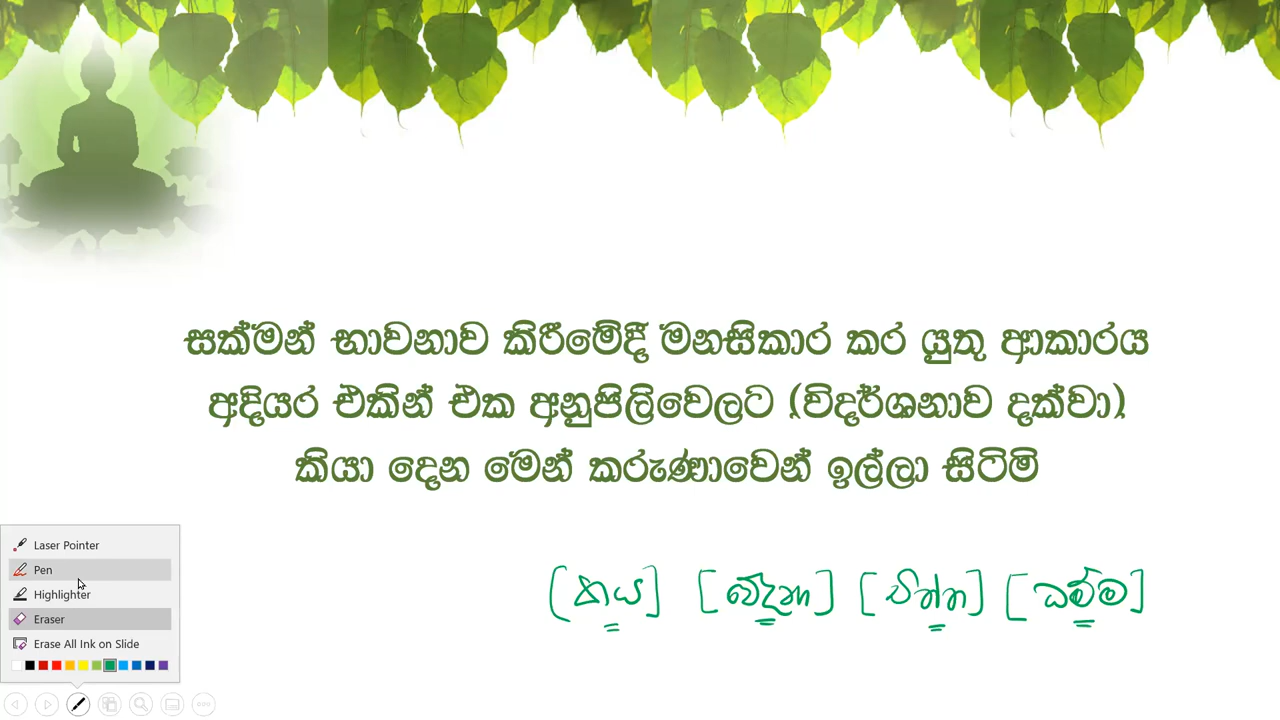 සක්මන් භාවනාව කිරීමේදී මනසිකාර කර යුතු ආකාරය
අදියර එකින් එක අනුපිලිවෙලට (විදර්ශනාව දක්වා)
කියා දෙන මෙන් කරුණාවෙන් ඉල්ලා සිටිමි
[කාය] [වේදනා] [චිත්ත] [ධම්ම]
Laser Pointer
Pen
Highlighter
Eraser
Erase All Ink on Slide